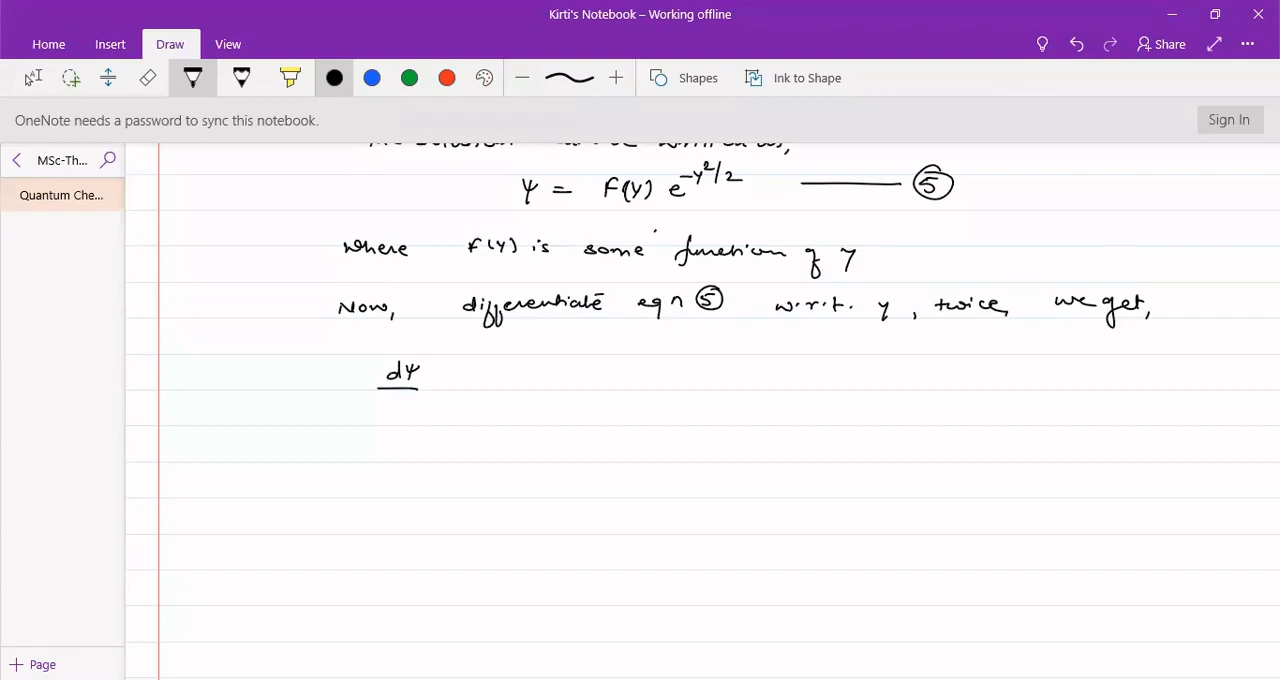 Kirti's Notebook – Working offline
Home Insert Draw View
Share
Shapes Ink to Shape
OneNote needs a password to sync this notebook.
Sign In
MSc-Th...
Quantum Che...
ψ = F(y) e^{-y²/2} ——— ⑤
where F(y) is some function of y
Now, differentiate eqn ⑤ w.r.t. y, twice, we get,
dψ
+ Page